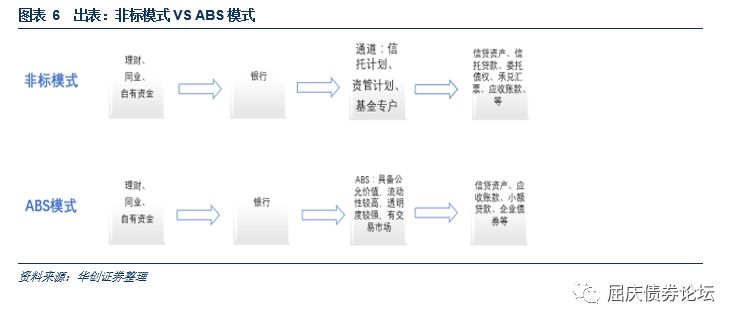 图表 6 出表：非标模式 VS ABS 模式
非标模式
理财、
同业、
自有资金
银行
通道：信
托计划、
资管计划、
基金专户
信贷资产、信
托贷款、委托
债权、承兑汇
票、应收账款、
等
ABS模式
理财、
同业、
自有资金
银行
ABS：具备公
允价值，流动
性较高，透明
度较强，有交
易市场
信贷资产、应
收账款、小额
贷款、企业债
券等
资料来源：华创证券整理
屈庆债券论坛